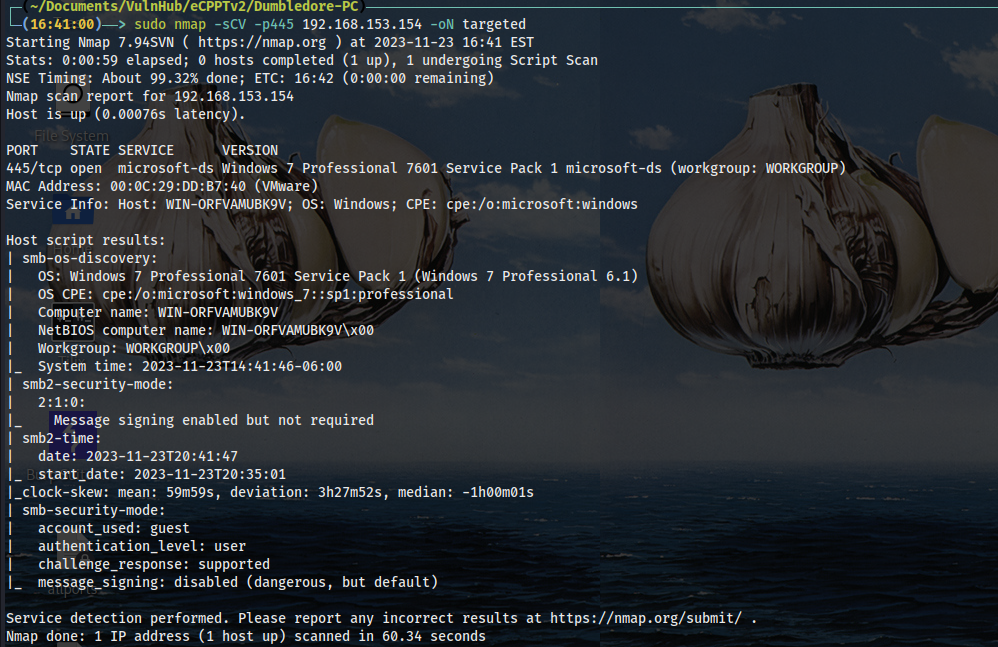 (~/Documents/VulnHub/eCPPTv2/Dumbledore-PC)
(16:41:00)——> sudo nmap -sCV -p445 192.168.153.154 -oN targeted
Starting Nmap 7.94SVN ( https://nmap.org ) at 2023-11-23 16:41 EST
Stats: 0:00:59 elapsed; 0 hosts completed (1 up), 1 undergoing Script Scan
NSE Timing: About 99.32% done; ETC: 16:42 (0:00:00 remaining)
Nmap scan report for 192.168.153.154
Host is up (0.00076s latency).
File System
PORT    STATE SERVICE      VERSION
445/tcp open  microsoft-ds Windows 7 Professional 7601 Service Pack 1 microsoft-ds (workgroup: WORKGROUP)
MAC Address: 00:0C:29:DD:B7:40 (VMware)
Service Info: Host: WIN-ORFVAMUBK9V; OS: Windows; CPE: cpe:/o:microsoft:windows
Host script results:
| smb-os-discovery:
|   OS: Windows 7 Professional 7601 Service Pack 1 (Windows 7 Professional 6.1)
|   OS CPE: cpe:/o:microsoft:windows_7::sp1:professional
|   Computer name: WIN-ORFVAMUBK9V
|   NetBIOS computer name: WIN-ORFVAMUBK9V\x00
|   Workgroup: WORKGROUP\x00
|_  System time: 2023-11-23T14:41:46-06:00
| smb2-security-mode:
|   2:1:0:
|_    Message signing enabled but not required
| smb2-time:
|   date: 2023-11-23T20:41:47
|_  start_date: 2023-11-23T20:35:01
|_clock-skew: mean: 59m59s, deviation: 3h27m52s, median: -1h00m01s
| smb-security-mode:
|   account_used: guest
|   authentication_level: user
|   challenge_response: supported
|_  message_signing: disabled (dangerous, but default)
allports
Service detection performed. Please report any incorrect results at https://nmap.org/submit/ .
Nmap done: 1 IP address (1 host up) scanned in 60.34 seconds